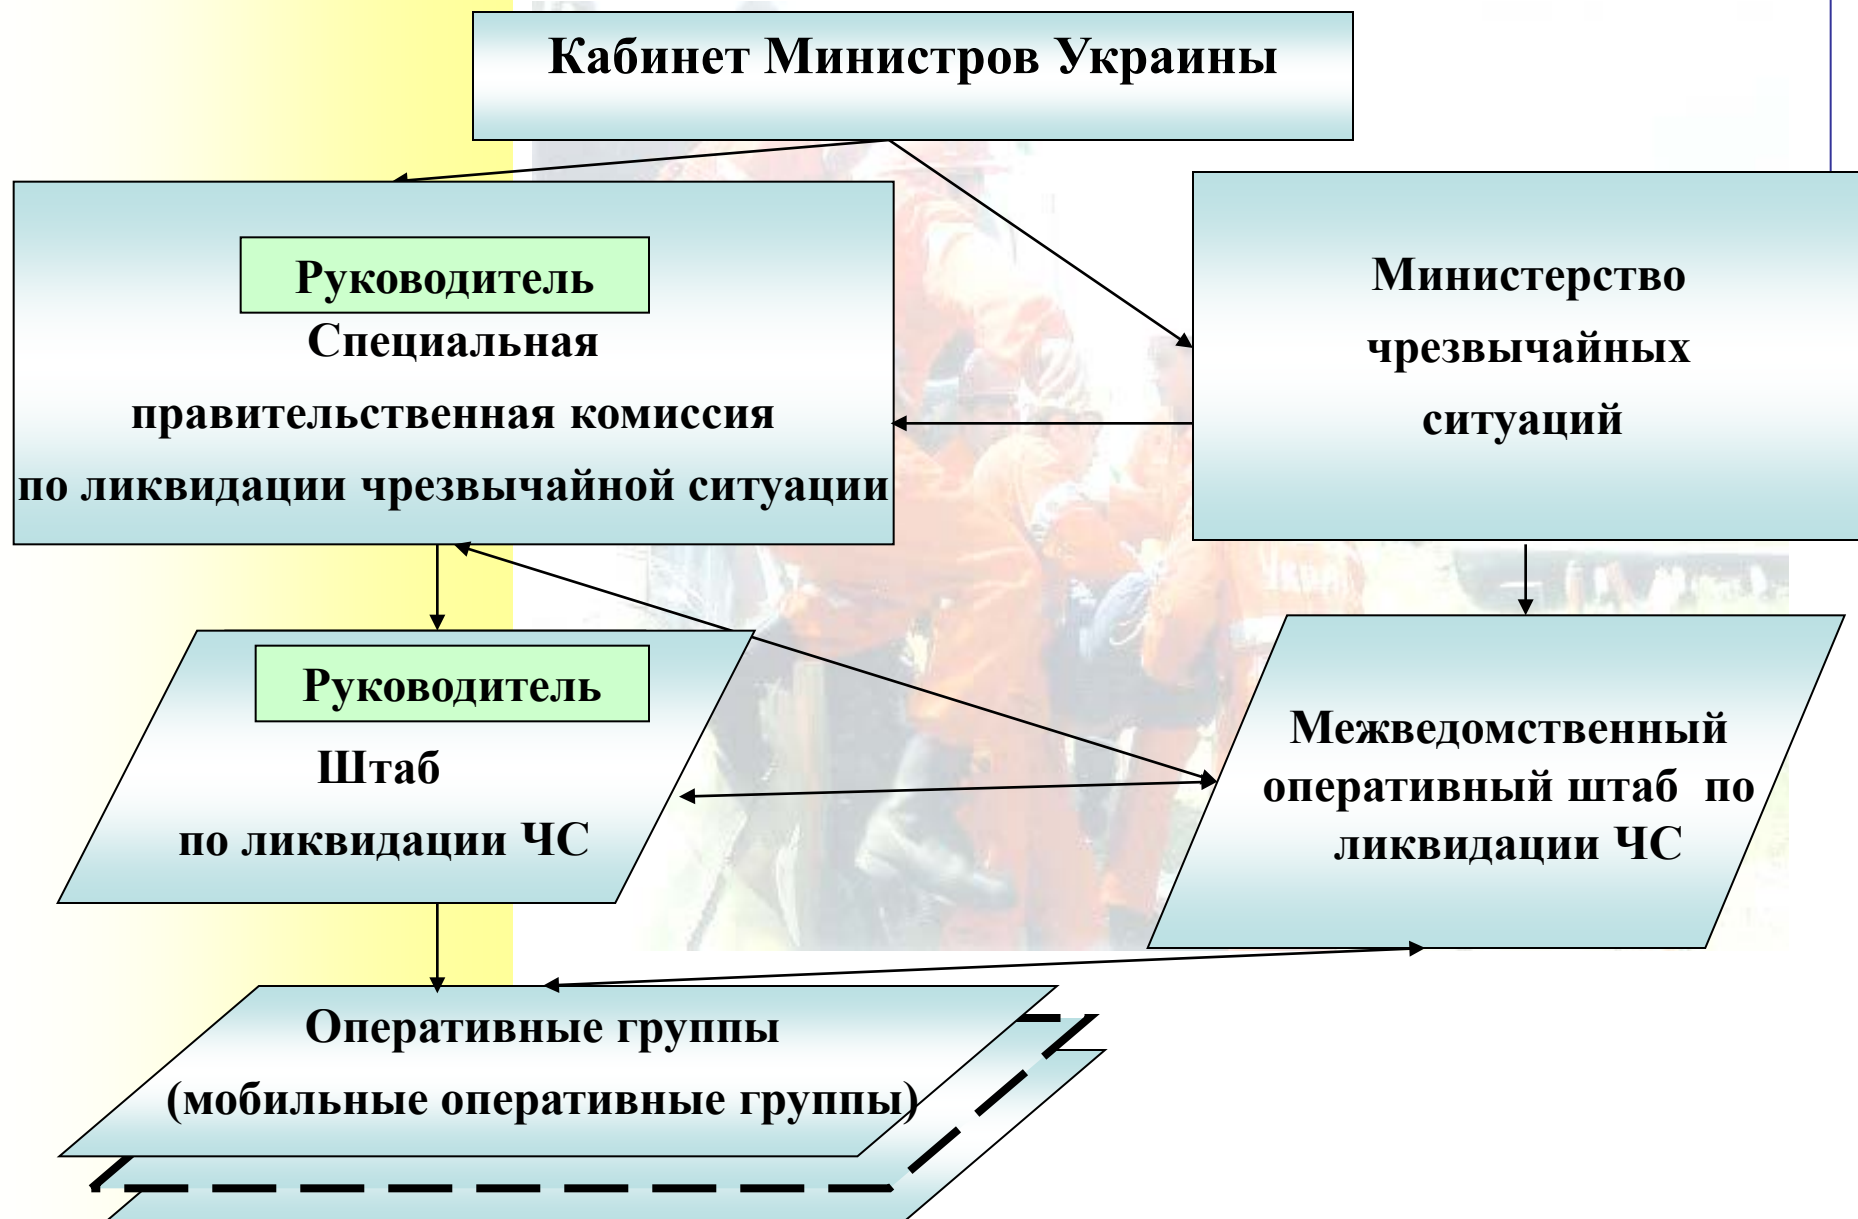 Кабинет Министров Украины
Руководитель
Специальная
правительственная комиссия
по ликвидации чрезвычайной ситуации
Министерство
чрезвычайных
ситуаций
Руководитель
Штаб
по ликвидации ЧС
Межведомственный
оперативный штаб по
ликвидации ЧС
Оперативные группы
(мобильные оперативные группы)